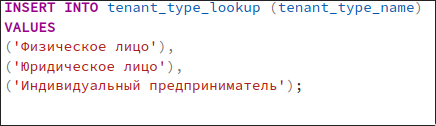 INSERT INTO tenant_type_lookup (tenant_type_name)
VALUES
('Физическое лицо'),
('Юридическое лицо'),
('Индивидуальный предприниматель');